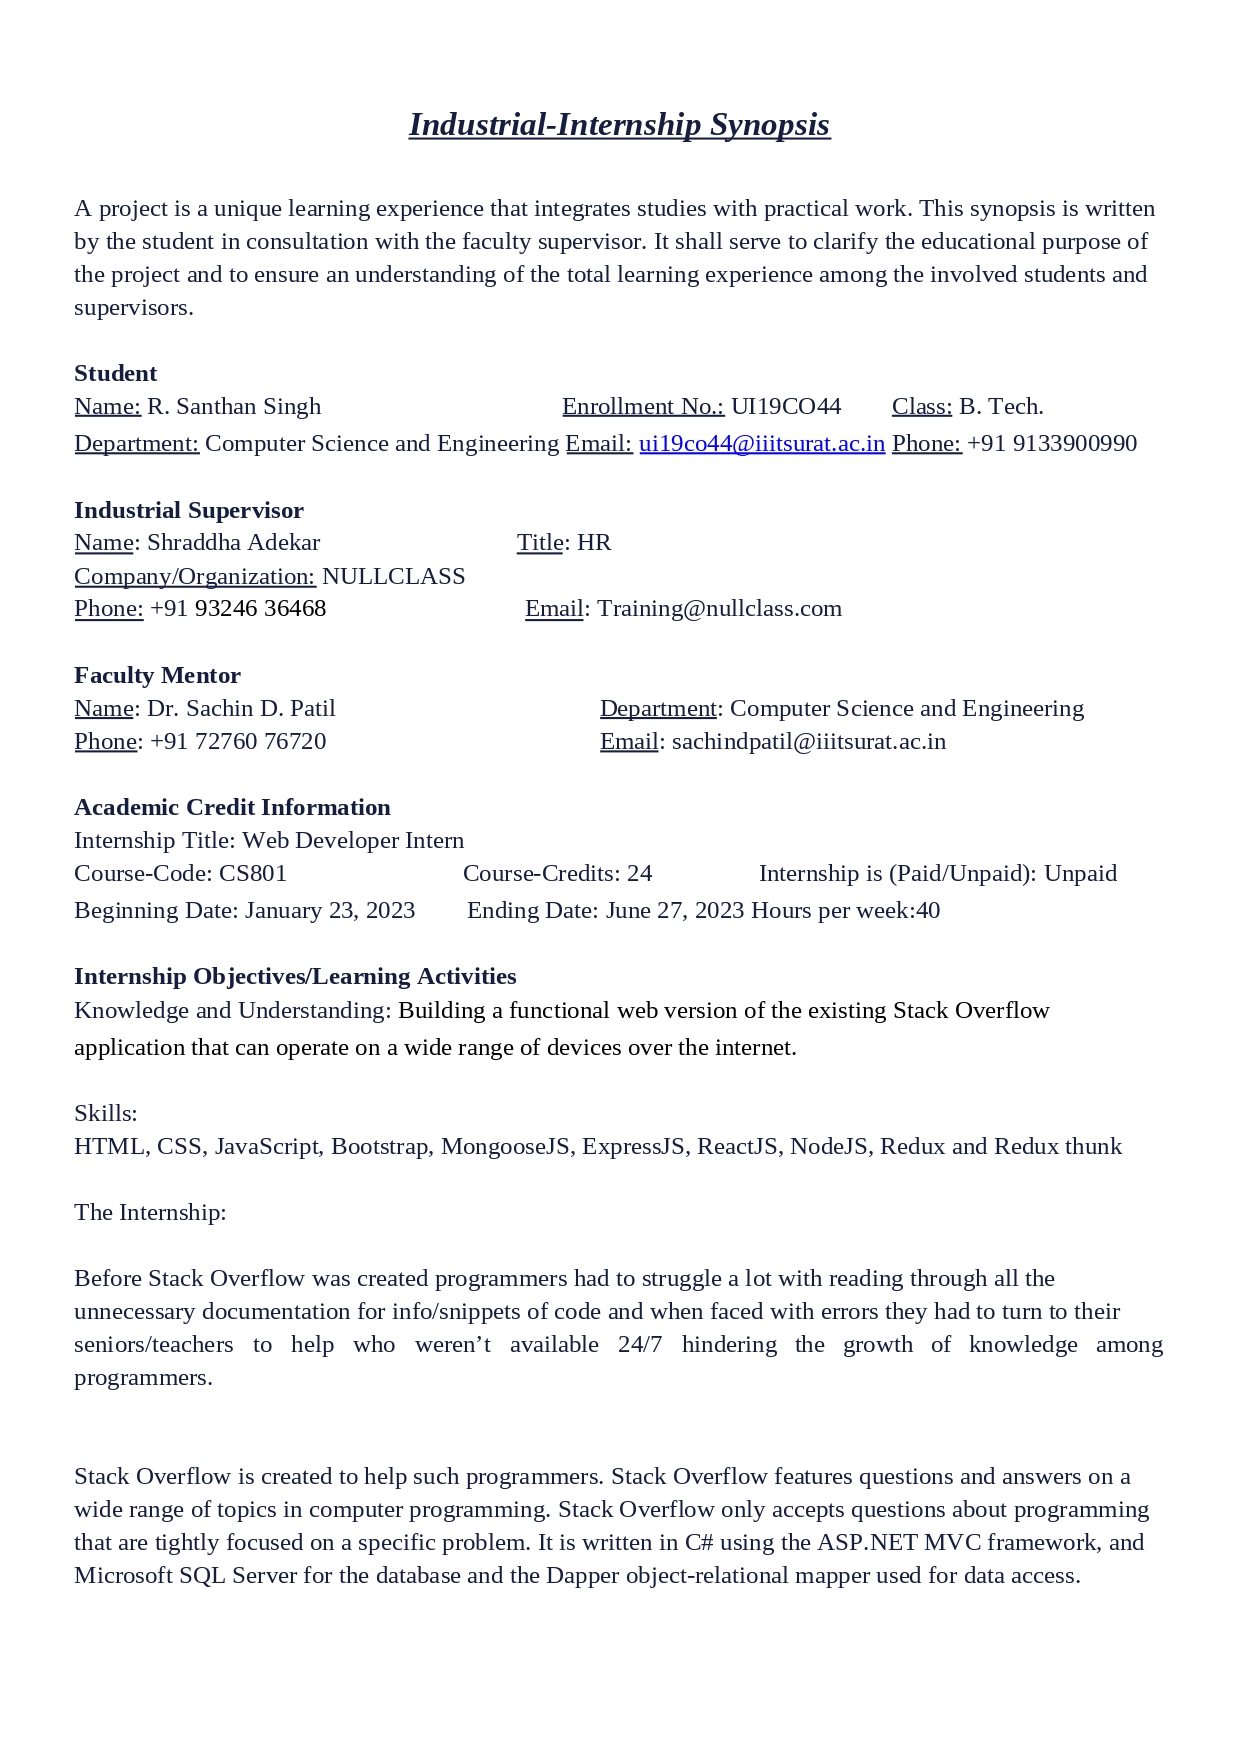 Industrial-Internship Synopsis
A project is a unique learning experience that integrates studies with practical work. This synopsis is written
by the student in consultation with the faculty supervisor. It shall serve to clarify the educational purpose of
the project and to ensure an understanding of the total learning experience among the involved students and
supervisors.
Student
Name: R. Santhan Singh Enrollment No.: UI19CO44 Class: B. Tech.
Department: Computer Science and Engineering Email: ui19co44@iiitsurat.ac.in Phone: +91 9133900990
Industrial Supervisor
Name: Shraddha Adekar Title: HR
Company/Organization: NULLCLASS
Phone: +91 93246 36468 Email: Training@nullclass.com
Faculty Mentor
Name: Dr. Sachin D. Patil Department: Computer Science and Engineering
Phone: +91 72760 76720 Email: sachindpatil@iiitsurat.ac.in
Academic Credit Information
Internship Title: Web Developer Intern
Course-Code: CS801 Course-Credits: 24 Internship is (Paid/Unpaid): Unpaid
Beginning Date: January 23, 2023 Ending Date: June 27, 2023 Hours per week:40
Internship Objectives/Learning Activities
Knowledge and Understanding: Building a functional web version of the existing Stack Overflow
application that can operate on a wide range of devices over the internet.
Skills:
HTML, CSS, JavaScript, Bootstrap, MongooseJS, ExpressJS, ReactJS, NodeJS, Redux and Redux thunk
The Internship:
Before Stack Overflow was created programmers had to struggle a lot with reading through all the
unnecessary documentation for info/snippets of code and when faced with errors they had to turn to their
seniors/teachers to help who weren’t available 24/7 hindering the growth of knowledge among
programmers.
Stack Overflow is created to help such programmers. Stack Overflow features questions and answers on a
wide range of topics in computer programming. Stack Overflow only accepts questions about programming
that are tightly focused on a specific problem. It is written in C# using the ASP.NET MVC framework, and
Microsoft SQL Server for the database and the Dapper object-relational mapper used for data access.